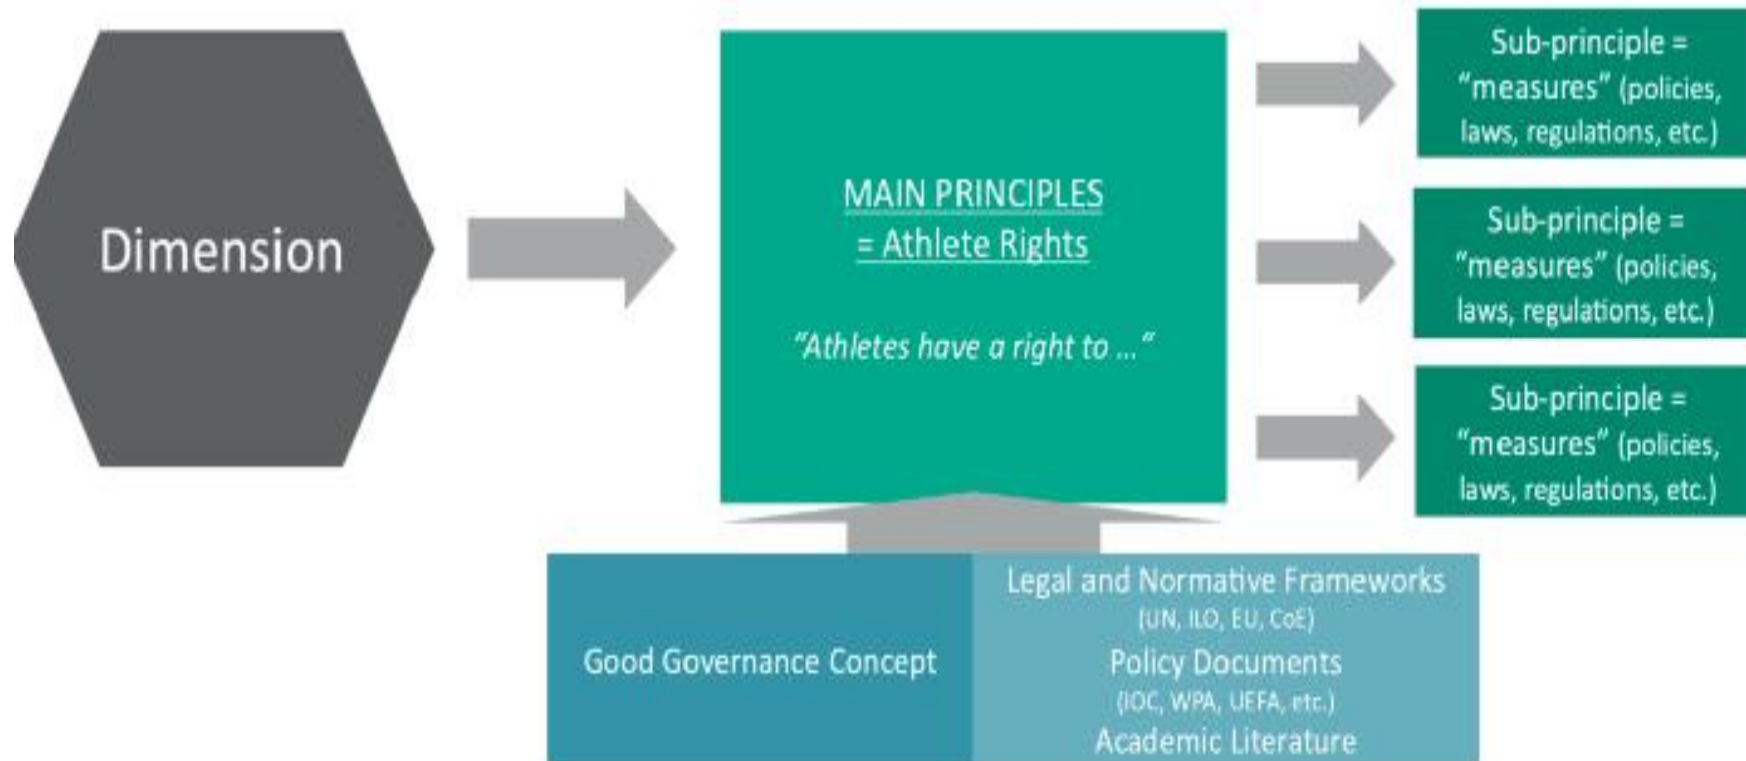 Dimension
MAIN PRINCIPLES
= Athlete Rights
"Athletes have a right to ..."
Sub-principle =
"measures" (policies,
laws, regulations, etc.)
Sub-principle =
"measures" (policies,
laws, regulations, etc.)
Sub-principle =
"measures" (policies,
laws, regulations, etc.)
Good Governance Concept
Legal and Normative Frameworks
(UN, ILO, EU, CoE)
Policy Documents
(IOC, WPA, UEFA, etc.)
Academic Literature